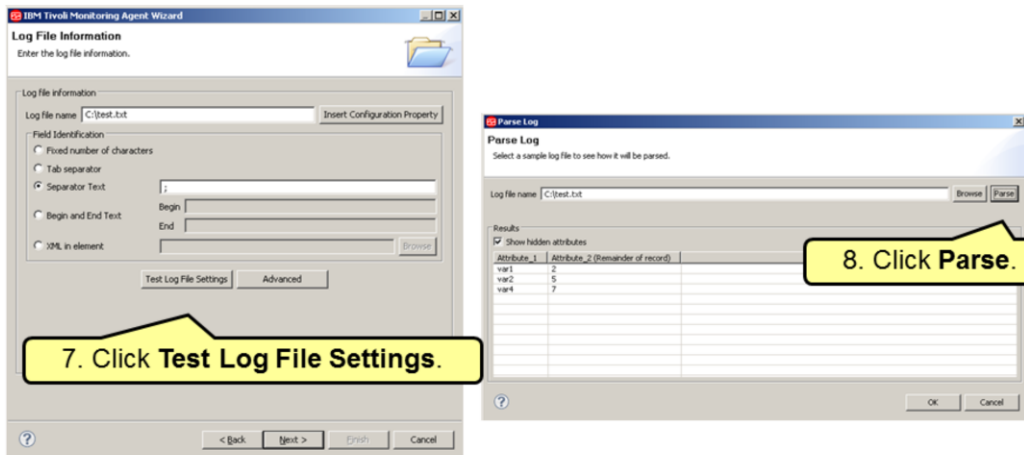 IBM Tivoli Monitoring Agent Wizard
Log File Information
Enter the log file information.
Log file information
Log file name C:\test.txt Insert Configuration Property
Field Identification
Fixed number of characters
Tab separator
Separator Text ;
Begin and End Text
Begin
End
XML in element Browse
Test Log File Settings Advanced
7. Click Test Log File Settings.
? < Back Next > Finish Cancel
Parse Log
Parse Log
Select a sample log file to see how it will be parsed.
Log file name C:\test.txt Browse Parse
Results
Show hidden attributes
Attribute_1 Attribute_2 (Remainder of record)
var1 2
var2 5
var4 7
8. Click Parse.
? OK Cancel